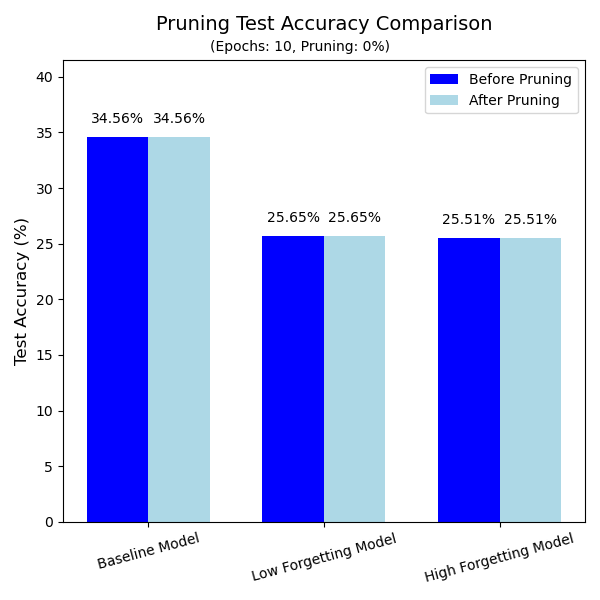 Pruning Test Accuracy Comparison
(Epochs: 10, Pruning: 0%)
Before Pruning
After Pruning
Test Accuracy (%)
40
35
30
25
20
15
10
5
0
34.56% 34.56%
25.65% 25.65%
25.51% 25.51%
Baseline Model
Low Forgetting Model
High Forgetting Model